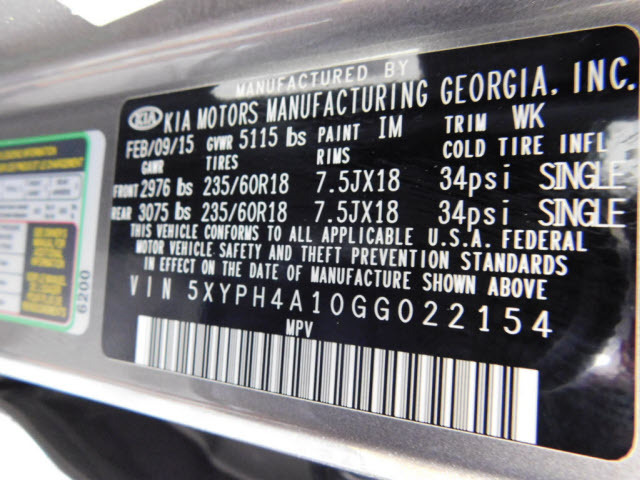 MANUFACTURED BY
KIA KIA MOTORS MANUFACTURING GEORGIA, INC.
FEB/09/15 GVWR 5115 lbs PAINT IM TRIM WK
GAWR TIRES RIMS COLD TIRE INFL
FRONT 2976 lbs 235/60R18 7.5JX18 34psi SINGLE
REAR 3075 lbs 235/60R18 7.5JX18 34psi SINGLE
THIS VEHICLE CONFORMS TO ALL APPLICABLE U.S.A. FEDERAL
MOTOR VEHICLE SAFETY AND THEFT PREVENTION STANDARDS
IN EFFECT ON THE DATE OF MANUFACTURE SHOWN ABOVE
VIN 5XYPH4A10GG022154
MPV
6200